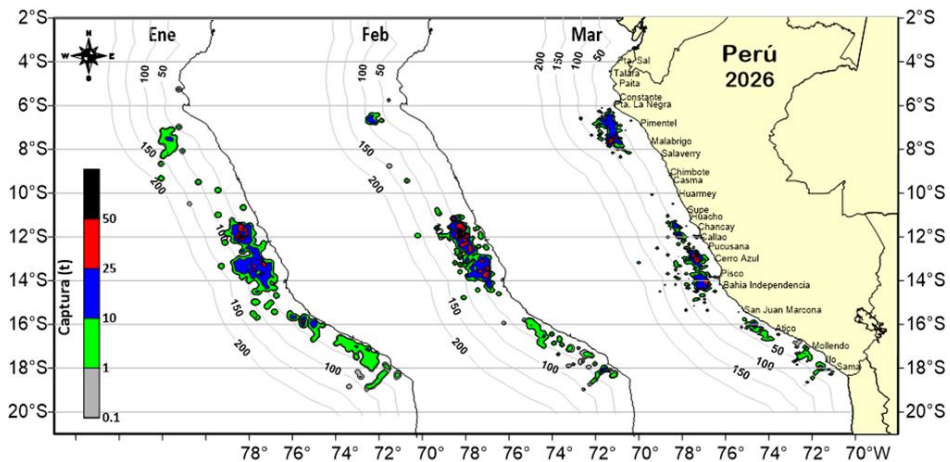 2°S
4°S
6°S
8°S
10°S
12°S
14°S
16°S
18°S
20°S
Ene
Feb
Mar
N
W
E
S
100
50
150
200
100
150
200
100
100
50
150
200
150
200
100
200
150
100
50
50
100
150
Perú
2026
Pta. Sal
Talara
Paita
Constante
Pta. La Negra
Pimentel
Malabrigo
Salaverry
Chimbote
Casma
Huarmey
Supe
Huacho
Chancay
Callao
Pucusana
Cerro Azul
Pisco
Bahia Independencia
San Juan Marcona
Atico
Mollendo
Ilo
Sama
Captura (t)
50
25
10
1
0.1
2°S
4°S
6°S
8°S
10°S
12°S
14°S
16°S
18°S
20°S
78° 76° 74° 72° 70° 78° 76° 74° 72° 70° 78° 76° 74° 72° 70°W